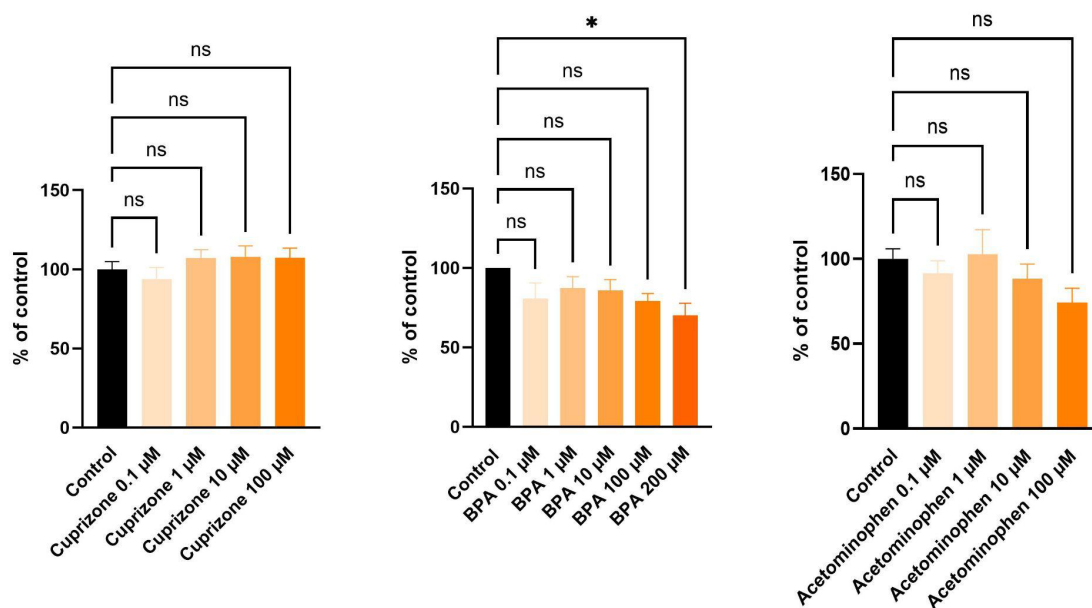 ns
ns
ns
ns
% of control
150
100
50
0
Control
Cuprizone 0.1 µM
Cuprizone 1 µM
Cuprizone 10 µM
Cuprizone 100 µM
*
ns
ns
ns
ns
% of control
150
100
50
0
Control
BPA 0.1 µM
BPA 1 µM
BPA 10 µM
BPA 100 µM
BPA 200 µM
ns
ns
ns
ns
% of control
150
100
50
0
Control
Acetominophen 0.1 µM
Acetominophen 1 µM
Acetominophen 10 µM
Acetominophen 100 µM